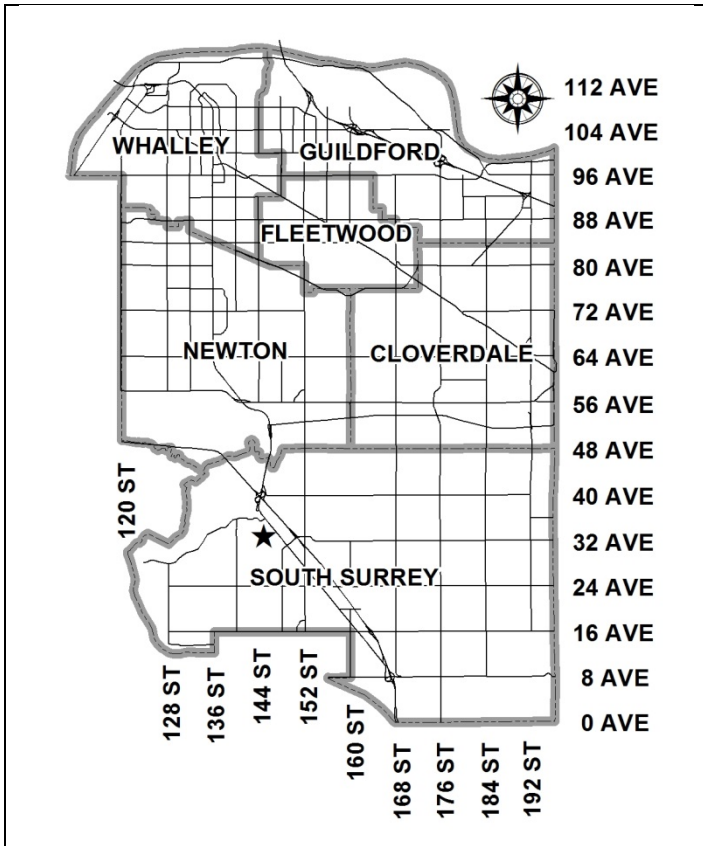 112 AVE
104 AVE
WHALLEY
GUILDFORD
96 AVE
88 AVE
FLEETWOOD
80 AVE
72 AVE
NEWTON
CLOVERDALE
64 AVE
56 AVE
48 AVE
120 ST
40 AVE
32 AVE
SOUTH SURREY
24 AVE
16 AVE
128 ST
136 ST
144 ST
152 ST
160 ST
8 AVE
0 AVE
168 ST
176 ST
184 ST
192 ST